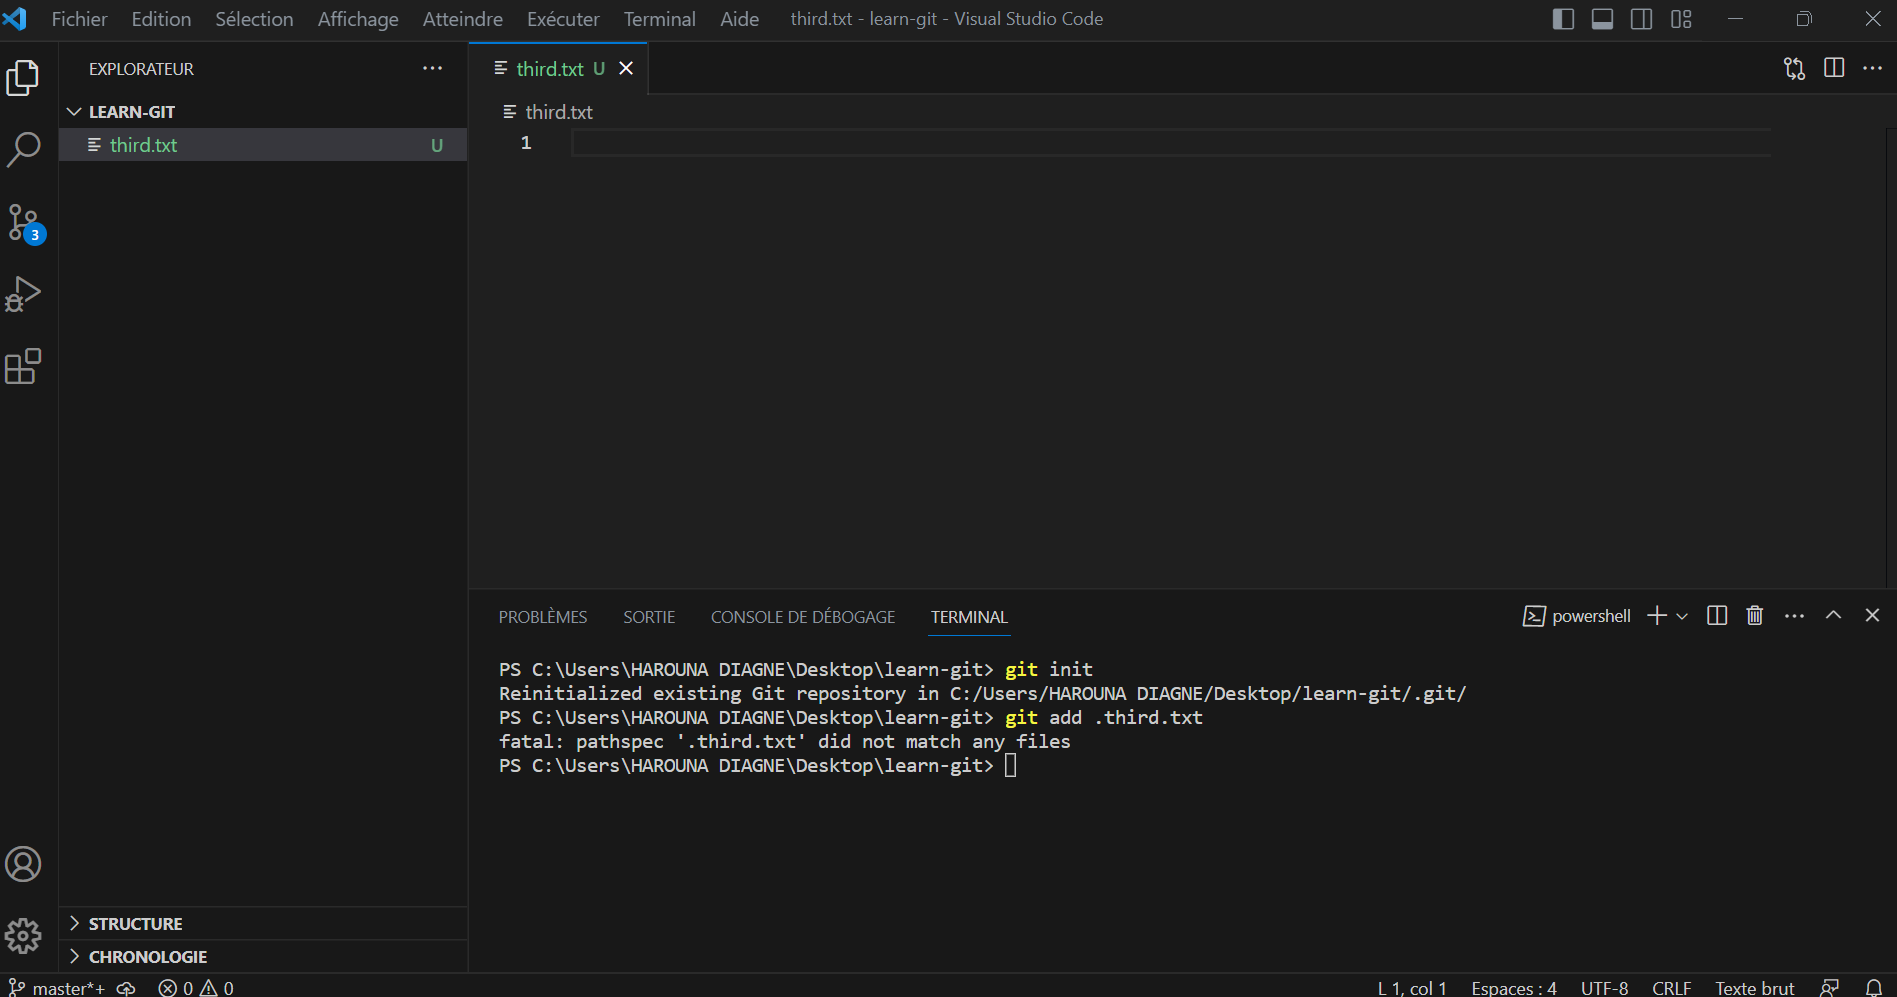 Fichier Edition Sélection Affichage Atteindre Exécuter Terminal Aide third.txt - learn-git - Visual Studio Code
EXPLORATEUR
LEARN-GIT
third.txt U
3
STRUCTURE
CHRONOLOGIE
third.txt U
third.txt
1
PROBLÈMES SORTIE CONSOLE DE DÉBOGAGE TERMINAL powershell
PS C:\Users\HAROUNA DIAGNE\Desktop\learn-git> git init
Reinitialized existing Git repository in C:/Users/HAROUNA DIAGNE/Desktop/learn-git/.git/
PS C:\Users\HAROUNA DIAGNE\Desktop\learn-git> git add .third.txt
fatal: pathspec '.third.txt' did not match any files
PS C:\Users\HAROUNA DIAGNE\Desktop\learn-git>
master*+ 0 0 L 1, col 1 Espaces : 4 UTF-8 CRLF Texte brut